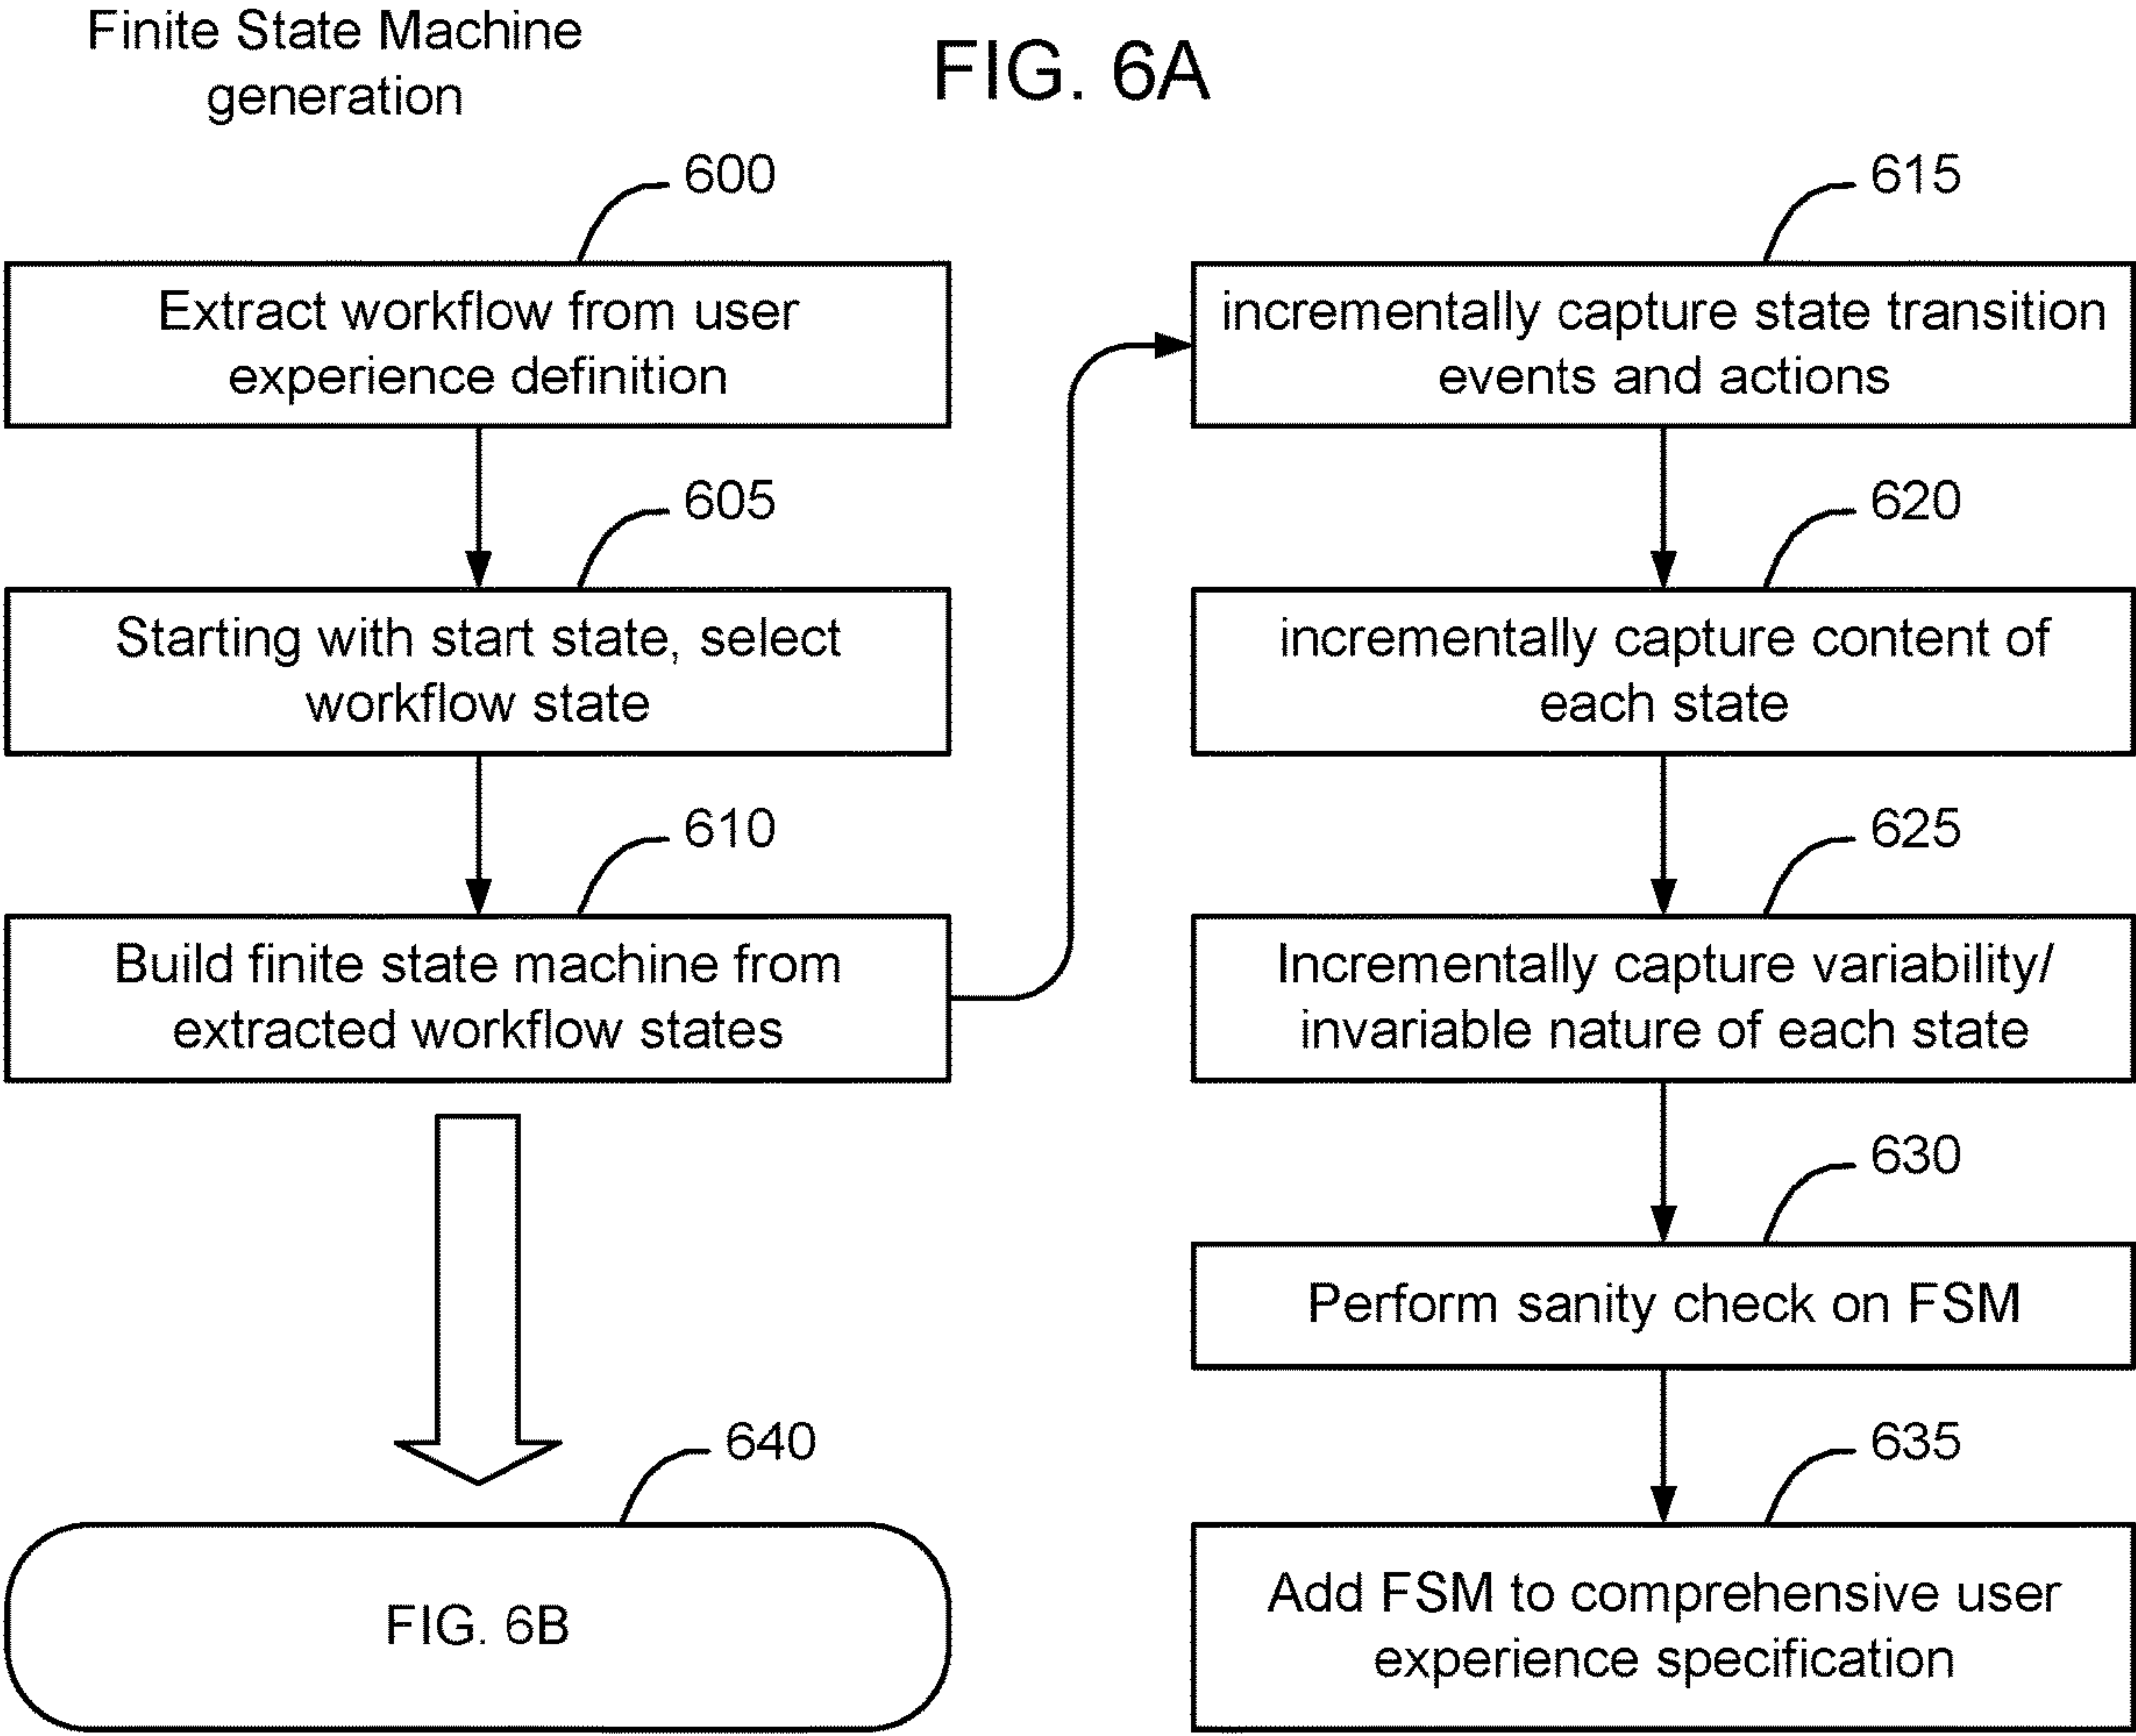 Finite State Machine
generation
FIG. 6A
600
Extract workflow from user
experience definition
605
Starting with start state, select
workflow state
610
Build finite state machine from
extracted workflow states
640
FIG. 6B
615
incrementally capture state transition
events and actions
620
incrementally capture content of
each state
625
Incrementally capture variability/
invariable nature of each state
630
Perform sanity check on FSM
635
Add FSM to comprehensive user
experience specification